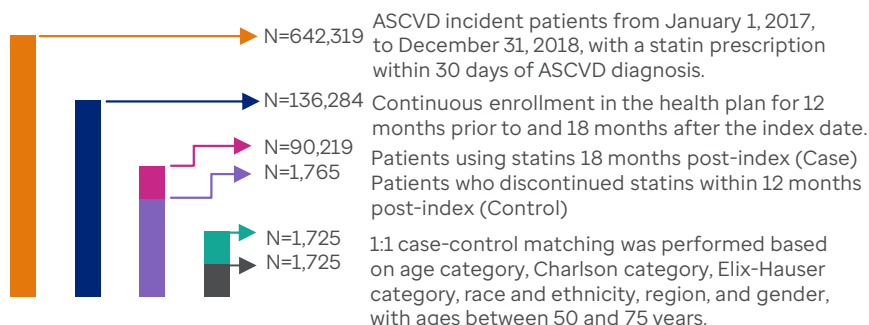 N=642,319
ASCVD incident patients from January 1, 2017,
to December 31, 2018, with a statin prescription
within 30 days of ASCVD diagnosis.
N=136,284
Continuous enrollment in the health plan for 12
months prior to and 18 months after the index date.
N=90,219
N=1,765
Patients using statins 18 months post-index (Case)
Patients who discontinued statins within 12 months
post-index (Control)
N=1,725
N=1,725
1:1 case-control matching was performed based
on age category, Charlson category, Elix-Hauser
category, race and ethnicity, region, and gender,
with ages between 50 and 75 years.